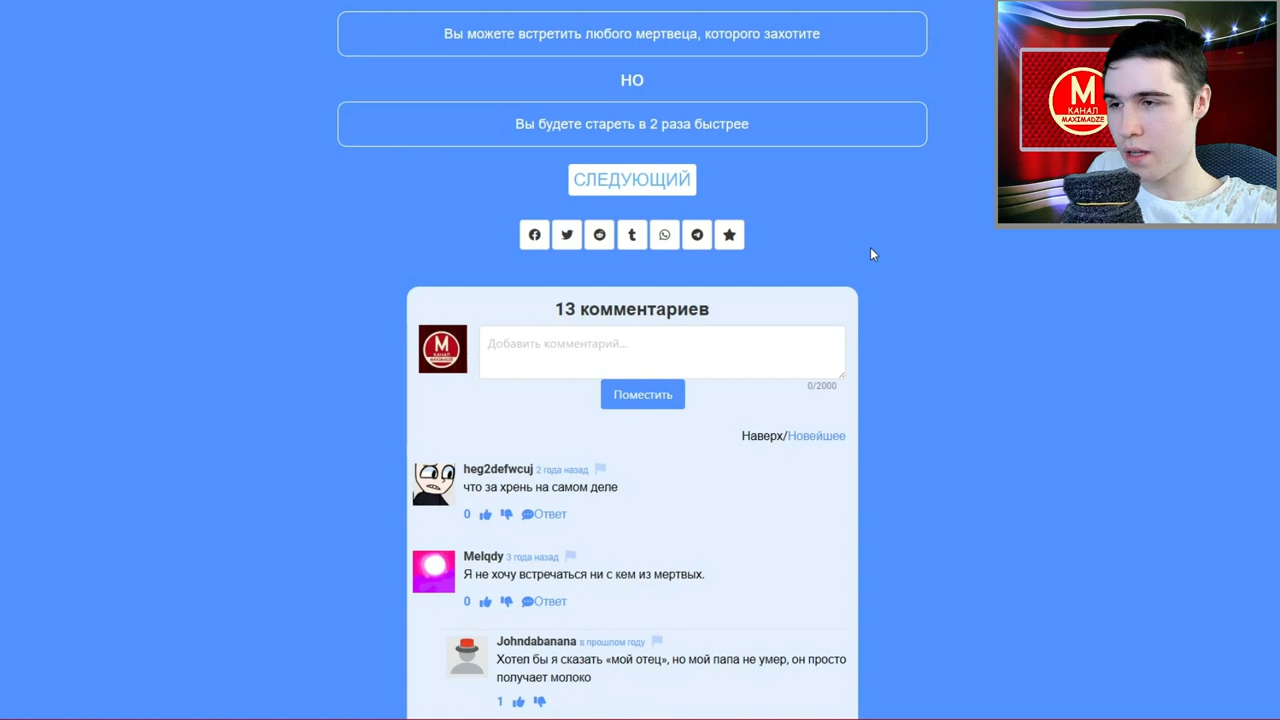 Вы можете встретить любого мертвеца, которого захотите
НО
Вы будете стареть в 2 раза быстрее
СЛЕДУЮЩИЙ
М
КАНАЛ
MAXIMADZE
13 комментариев
М
КАНАЛ
MAXIMADZE
Добавить комментарий...
0/2000
Поместить
Наверх/Новейшее
heg2defwcuj 2 года назад
что за хрень на самом деле
0 Ответ
Melqdy 3 года назад
Я не хочу встречаться ни с кем из мертвых.
0 Ответ
Johndabanana в прошлом году
Хотел бы я сказать «мой отец», но мой папа не умер, он просто
получает молоко
1